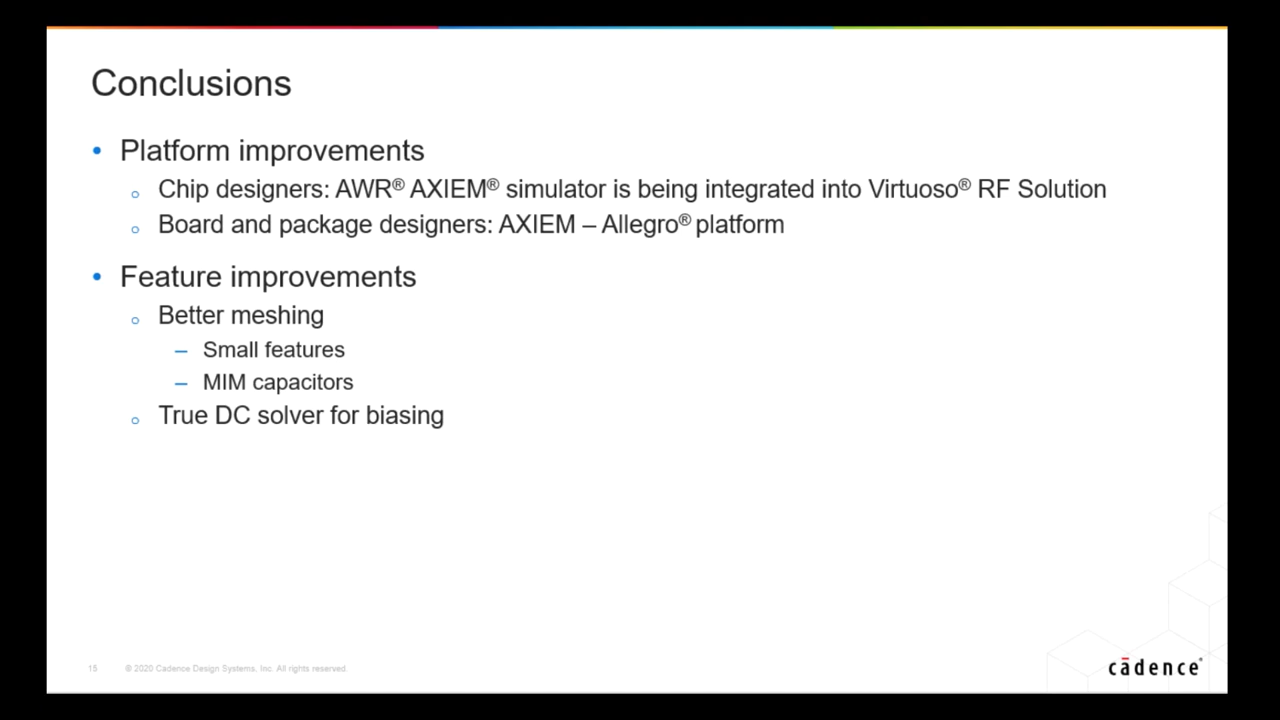 Conclusions
• Platform improvements
○ Chip designers: AWR® AXIEM® simulator is being integrated into Virtuoso® RF Solution
○ Board and package designers: AXIEM – Allegro® platform
• Feature improvements
○ Better meshing
– Small features
– MIM capacitors
○ True DC solver for biasing
15 © 2020 Cadence Design Systems, Inc. All rights reserved.
cādence®